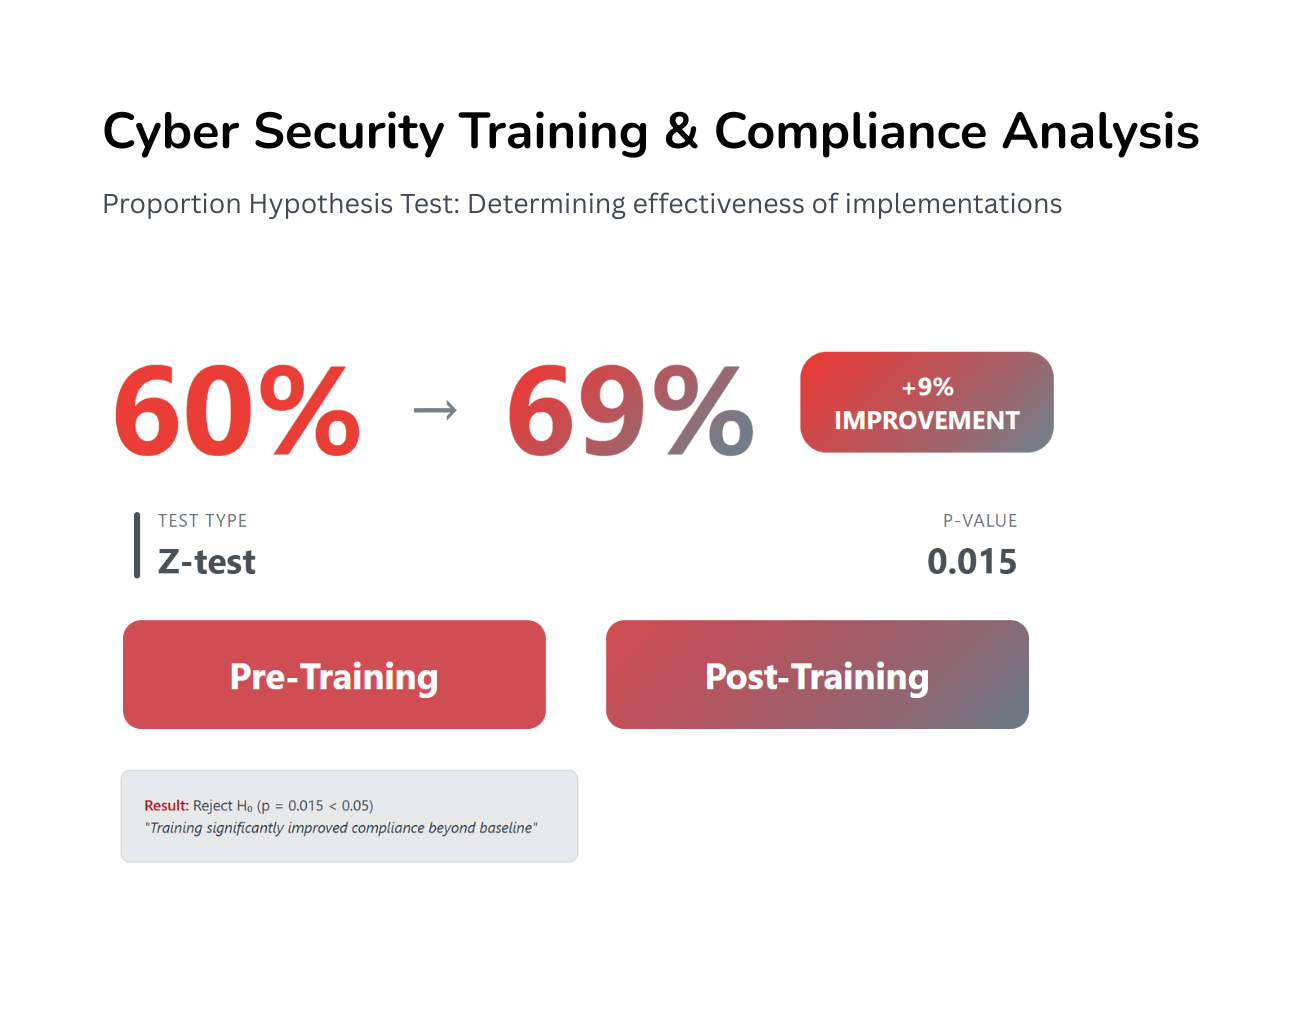 Cyber Security Training & Compliance Analysis
Proportion Hypothesis Test: Determining effectiveness of implementations
60% → 69%
+9%
IMPROVEMENT
TEST TYPE
Z-test
P-VALUE
0.015
Pre-Training
Post-Training
Result: Reject H₀ (p = 0.015 < 0.05)
"Training significantly improved compliance beyond baseline"